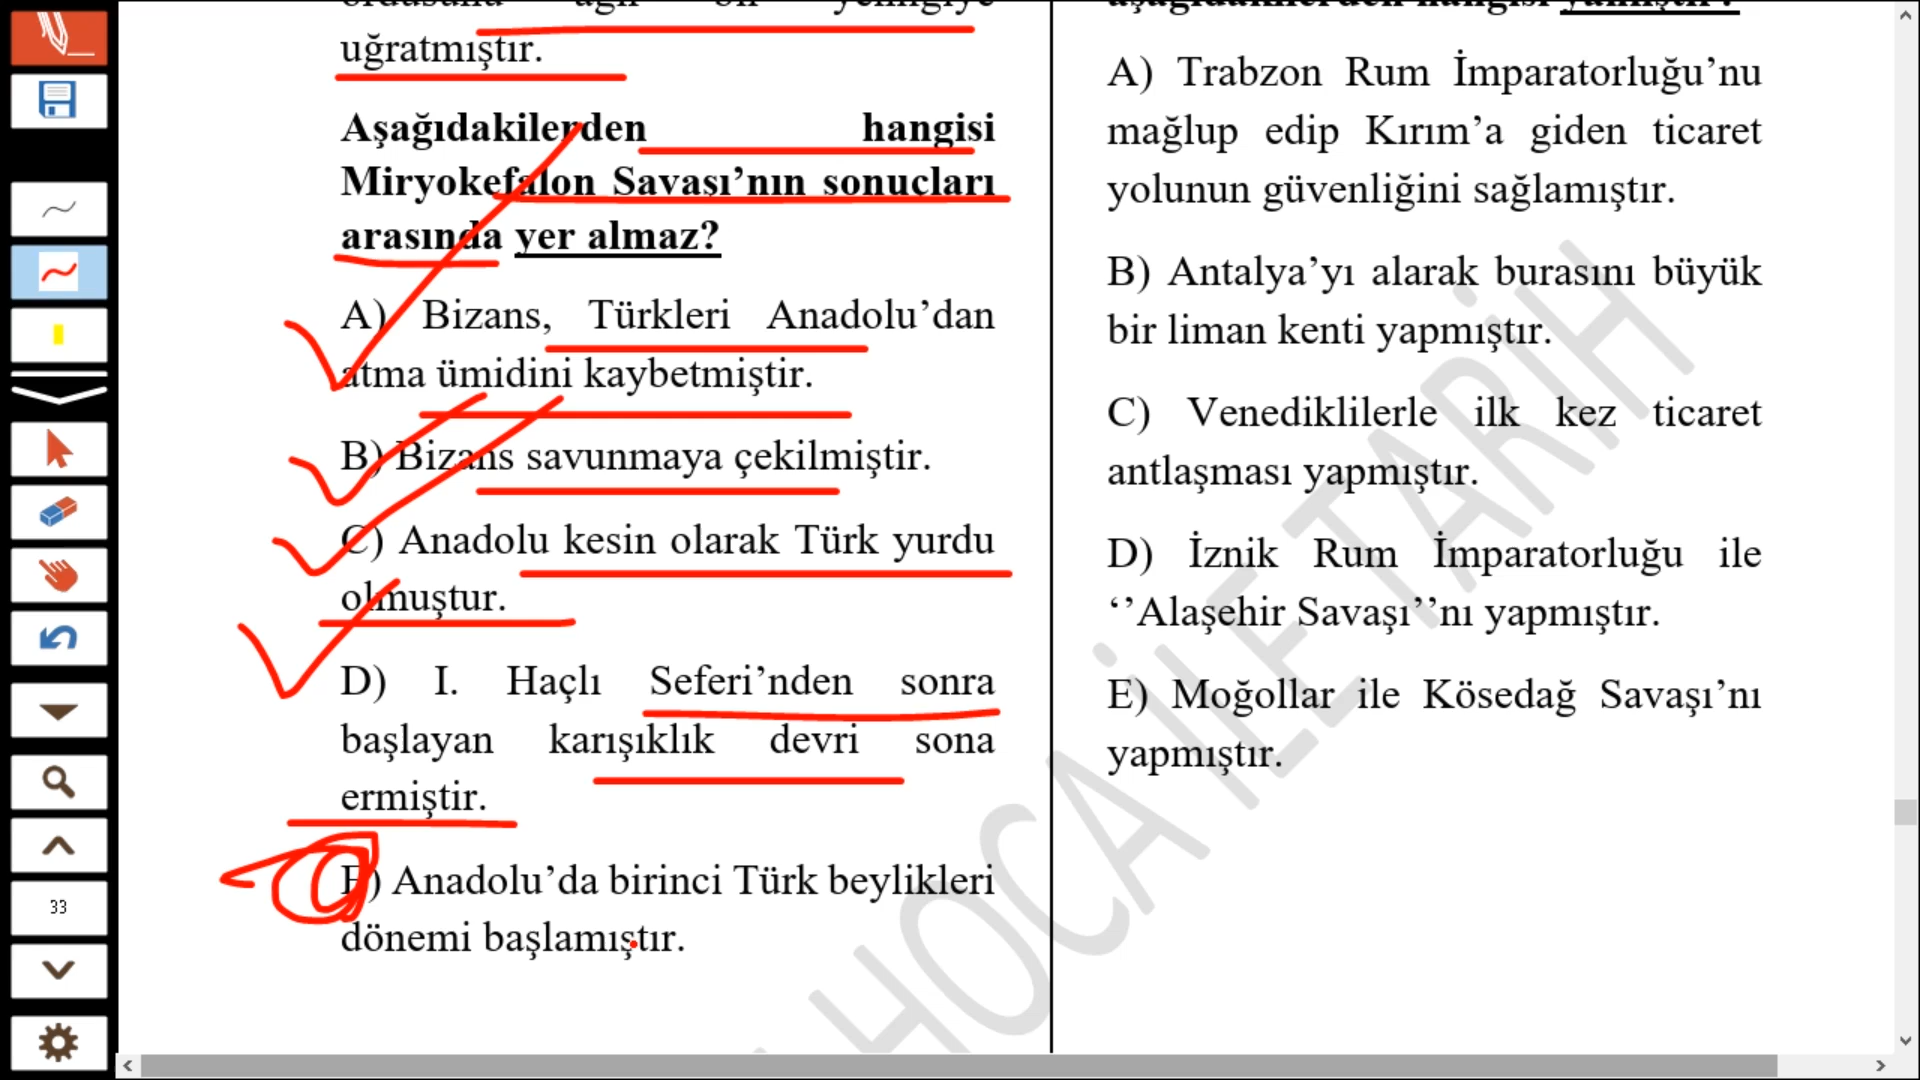 uğratmıştır.
Aşağıdakilerden hangisi
Miryokefalon Savaşı’nın sonuçları
arasında yer almaz?
A) Bizans, Türkleri Anadolu’dan
atma ümidini kaybetmiştir.
B) Bizans savunmaya çekilmiştir.
C) Anadolu kesin olarak Türk yurdu
olmuştur.
D) I. Haçlı Seferi’nden sonra
başlayan karışıklık devri sona
ermiştir.
E) Anadolu’da birinci Türk beylikleri
dönemi başlamıştır.
A) Trabzon Rum İmparatorluğu’nu
mağlup edip Kırım’a giden ticaret
yolunun güvenliğini sağlamıştır.
B) Antalya’yı alarak burasını büyük
bir liman kenti yapmıştır.
C) Venediklilerle ilk kez ticaret
antlaşması yapmıştır.
D) İznik Rum İmparatorluğu ile
‘’Alaşehir Savaşı’’nı yapmıştır.
E) Moğollar ile Kösedağ Savaşı’nı
yapmıştır.
HOCA İLE TARİH
33